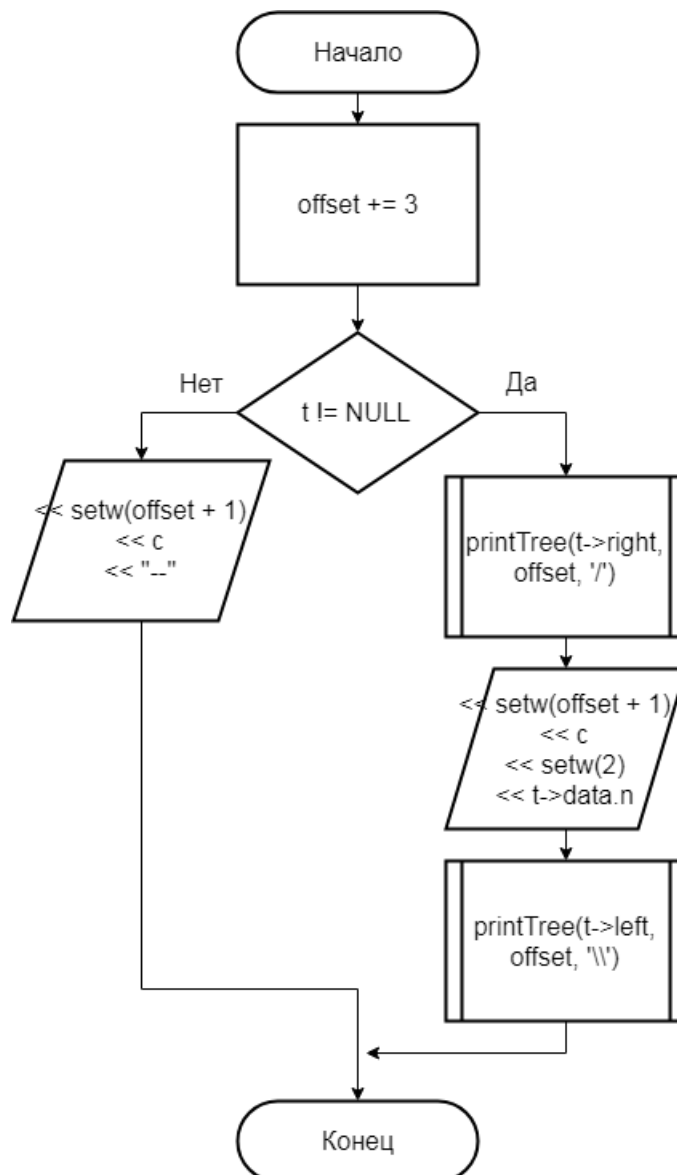 Начало
offset += 3
t != NULL
Нет
Да
<< setw(offset + 1)
<< c
<< "--"
printTree(t->right,
offset, '/')
<< setw(offset + 1)
<< c
<< setw(2)
<< t->data.n
printTree(t->left,
offset, '\\')
Конец